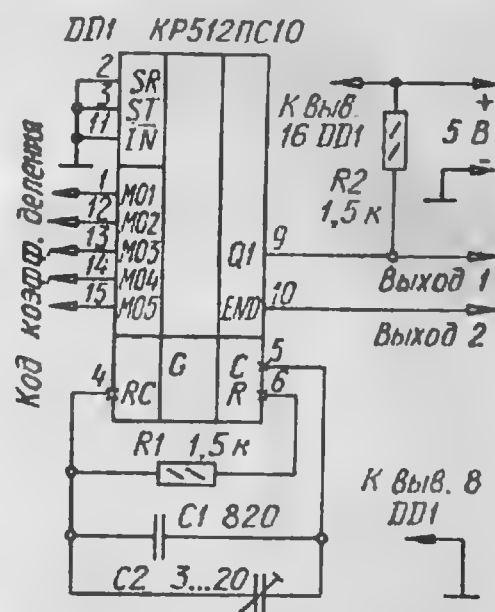 DD1 КР512ПС10
2 SR
3 ST
11 IN
К выв.
16 DD1
+
5 В
-
R2
1,5 к
Код коэфф. деления
1 M01
12 M02
13 M03
14 M04
15 M05
Q1 9
Выход 1
END 10
Выход 2
4 RC G C 5
R 6
R1 1,5 к
C1 820
C2 3...20
К выв. 8
DD1